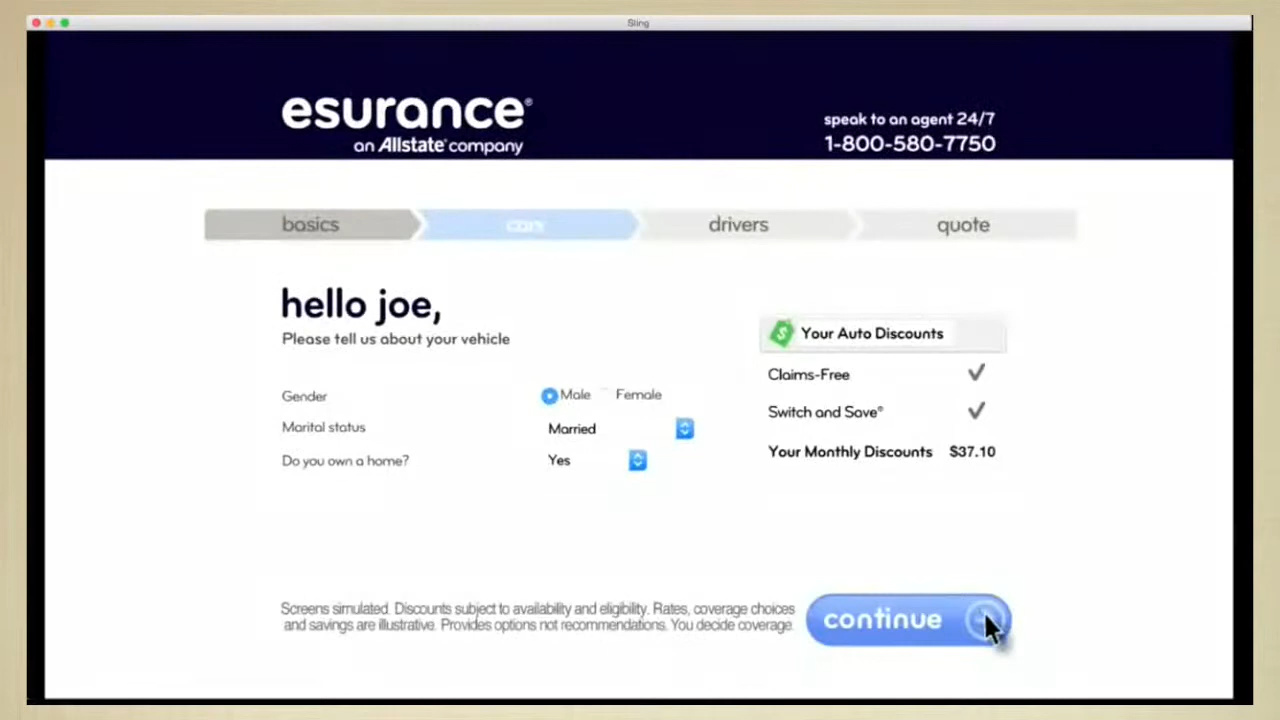 Sling
esurance®
an Allstate® company
speak to an agent 24/7
1-800-580-7750
basics
cars
drivers
quote
hello joe,
Please tell us about your vehicle
Gender
Male
Female
Marital status
Married
Do you own a home?
Yes
Your Auto Discounts
Claims-Free
Switch and Save®
Your Monthly Discounts $37.10
Screens simulated. Discounts subject to availability and eligibility. Rates, coverage choices
and savings are illustrative. Provides options not recommendations. You decide coverage.
continue